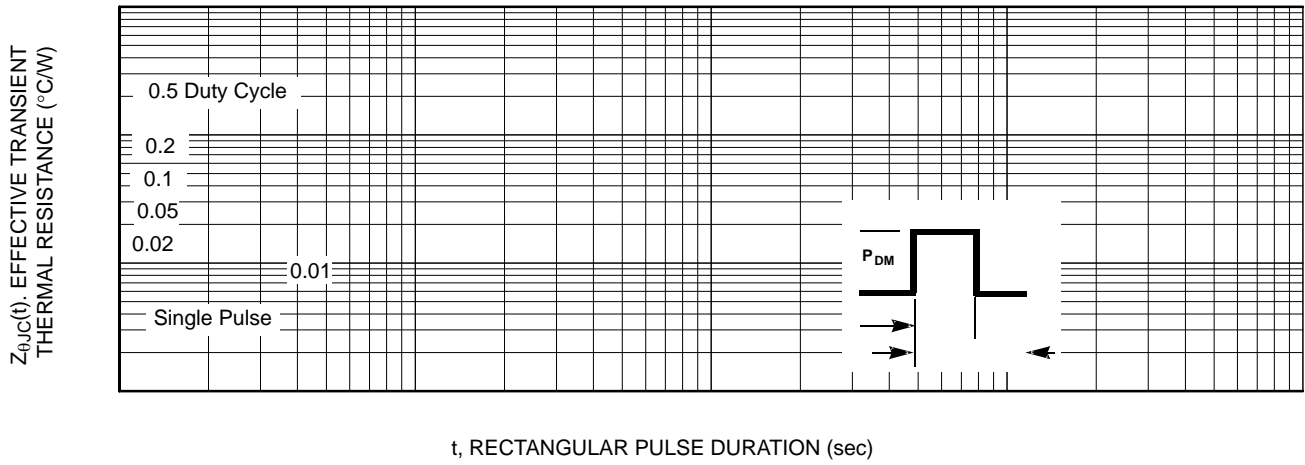 Z_θJC(t). EFFECTIVE TRANSIENT
THERMAL RESISTANCE (°C/W)
0.5 Duty Cycle
0.2
0.1
0.05
0.02
0.01
Single Pulse
P_DM
t, RECTANGULAR PULSE DURATION (sec)